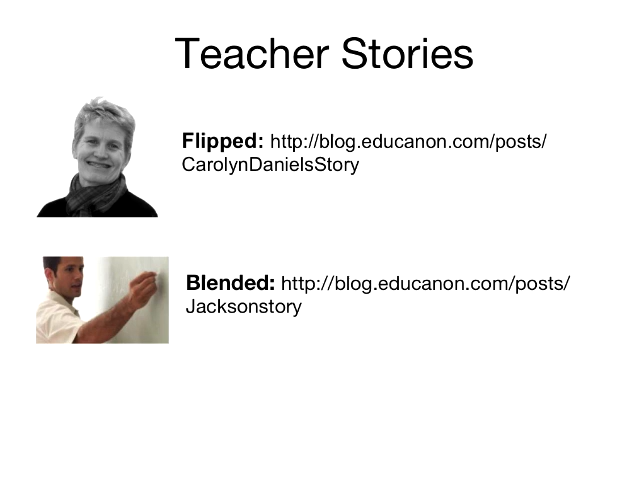 Teacher Stories
Flipped: http://blog.educanon.com/posts/
CarolynDanielsStory
Blended: http://blog.educanon.com/posts/
Jacksonstory